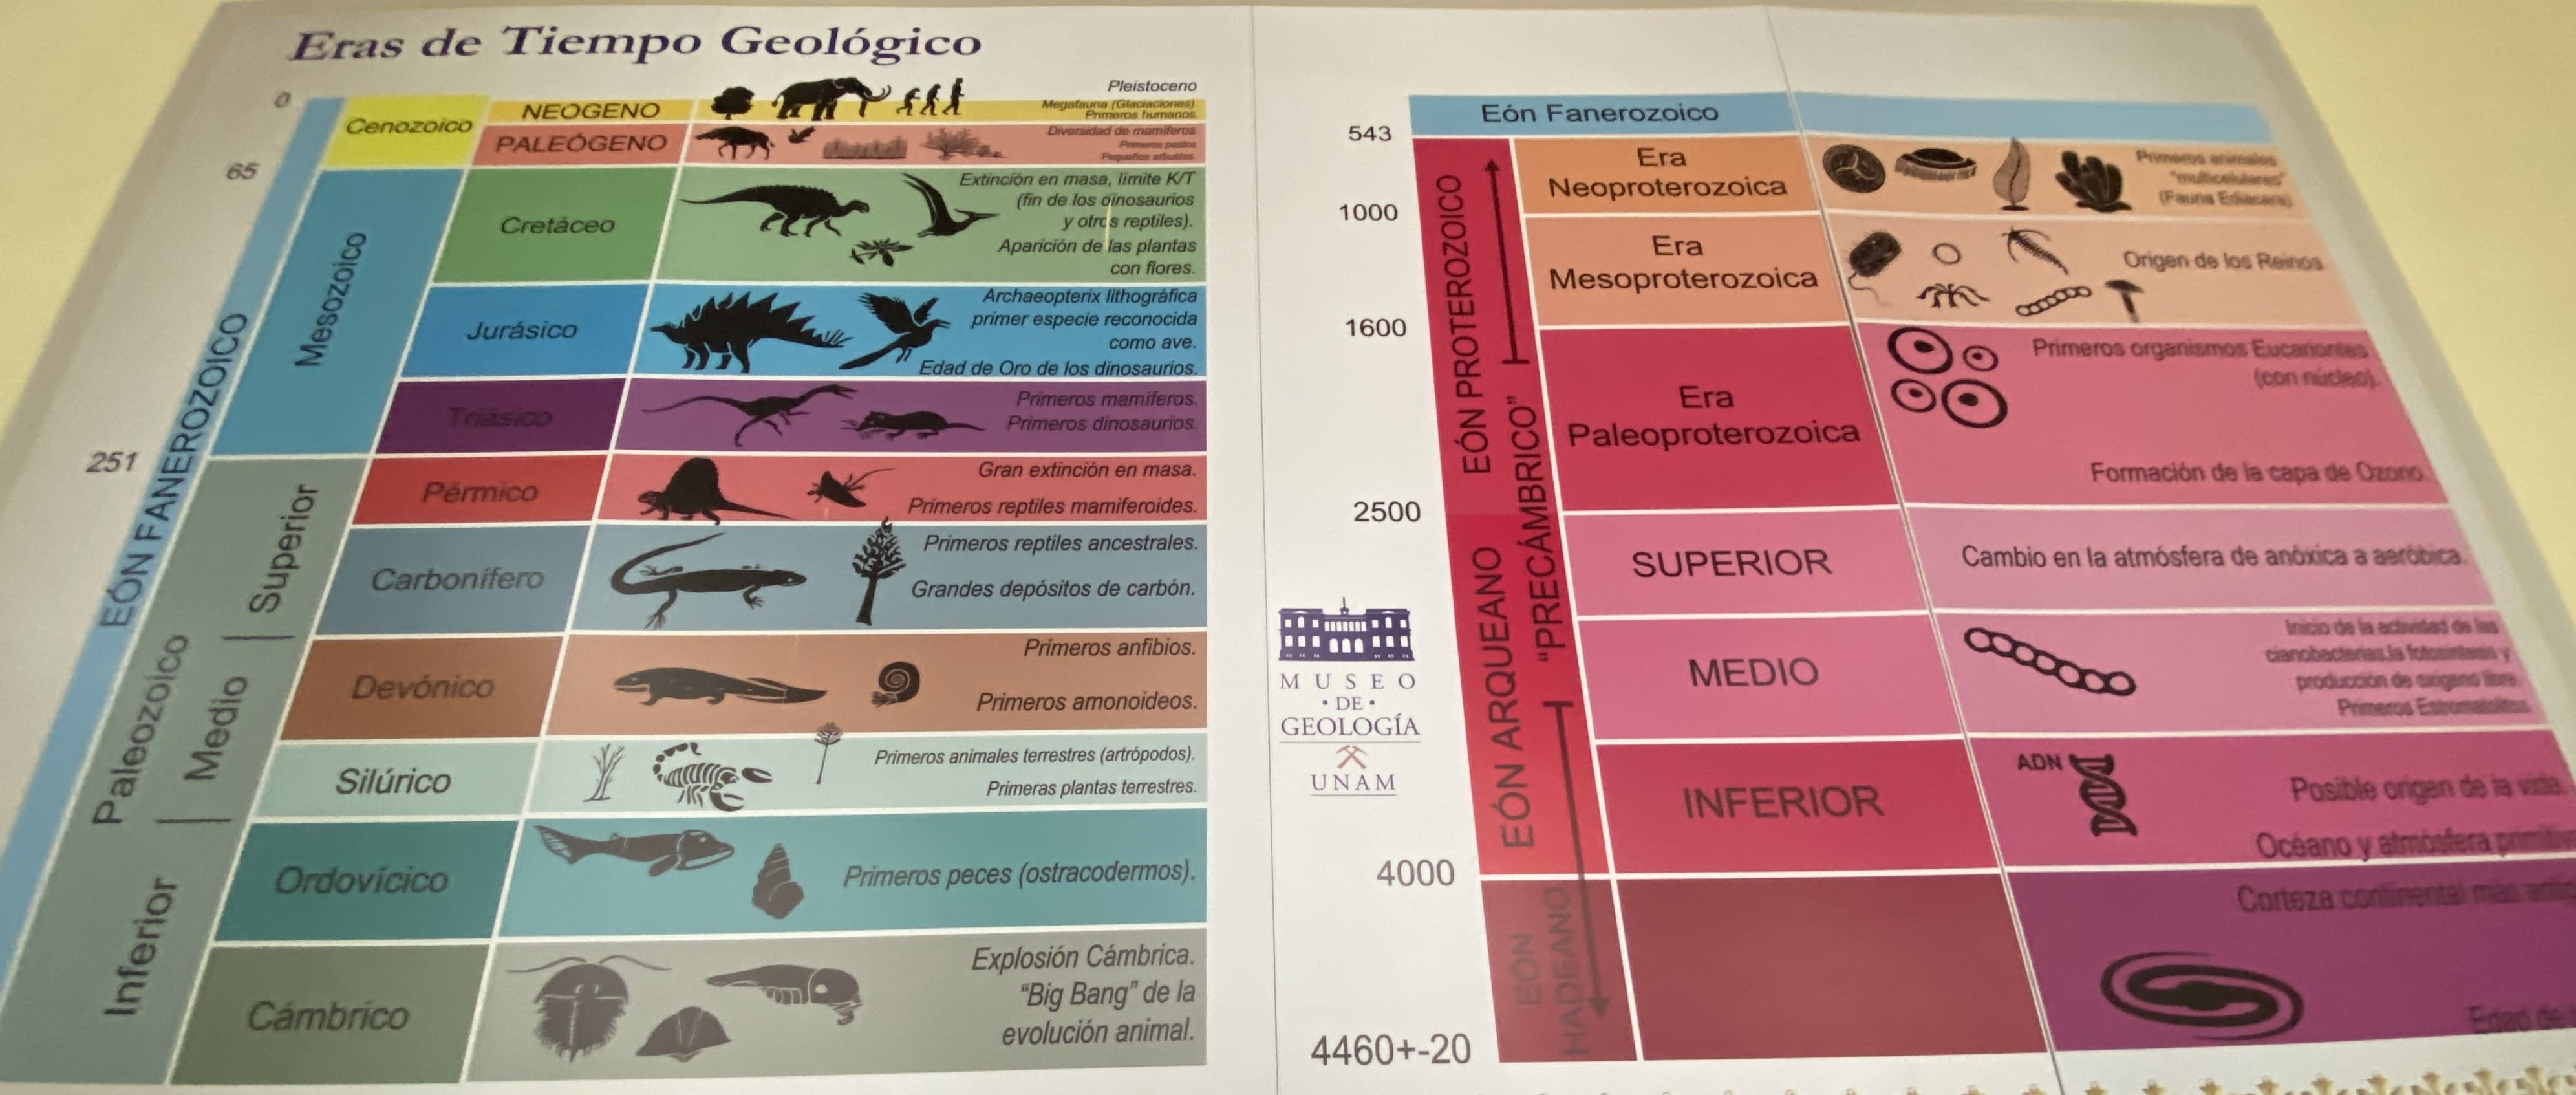 Eras de Tiempo Geológico
0
65
251
EÓN FANEROZOICO
Cenozoico
NEÓGENO
Pleistoceno
Megafauna (Glaciaciones).
Primeros humanos.
PALEÓGENO
Diversidad de mamíferos.
Primeros pastos
Pequeños arbustos.
Mesozoico
Cretáceo
Extinción en masa, limite K/T
(fin de los dinosaurios
y otros reptiles).
Aparición de las plantas
con flores.
Jurásico
Archaeopterix lithográfica
primer especie reconocida
como ave.
Edad de Oro de los dinosaurios.
Triásico
Primeros mamíferos.
Primeros dinosaurios.
Paleozoico
Superior
Pérmico
Gran extinción en masa.
Primeros reptiles mamiferoides.
Carbonífero
Primeros reptiles ancestrales.
Grandes depósitos de carbón.
Medio
Devónico
Primeros anfibios.
Primeros amonoideos.
Silúrico
Primeros animales terrestres (artrópodos).
Primeras plantas terrestres.
Inferior
Ordovícico
Primeros peces (ostracodermos).
Cámbrico
Explosión Cámbrica.
"Big Bang" de la
evolución animal.
MUSEO
• DE •
GEOLOGÍA
UNAM
543
1000
1600
2500
4000
4460+-20
Eón Fanerozoico
EÓN PROTEROZOICO
"PRECÁMBRICO"
Era
Neoproterozoica
Primeros animales
"multicelulares"
(Fauna Ediacara)
Era
Mesoproterozoica
Origen de los Reinos
Era
Paleoproterozoica
Primeros organismos Eucariontes
(con núcleo).
Formación de la capa de Ozono.
EÓN ARQUEANO
SUPERIOR
Cambio en la atmósfera de anóxica a aeróbica.
MEDIO
Inicio de la actividad de las
cianobacterias,la fotosíntesis y
producción de oxígeno libre.
Primeros Estromatolitos.
INFERIOR
ADN
Posible origen de la vida.
Océano y atmósfera
EÓN
HADEANO
Corteza continental más
Edad de